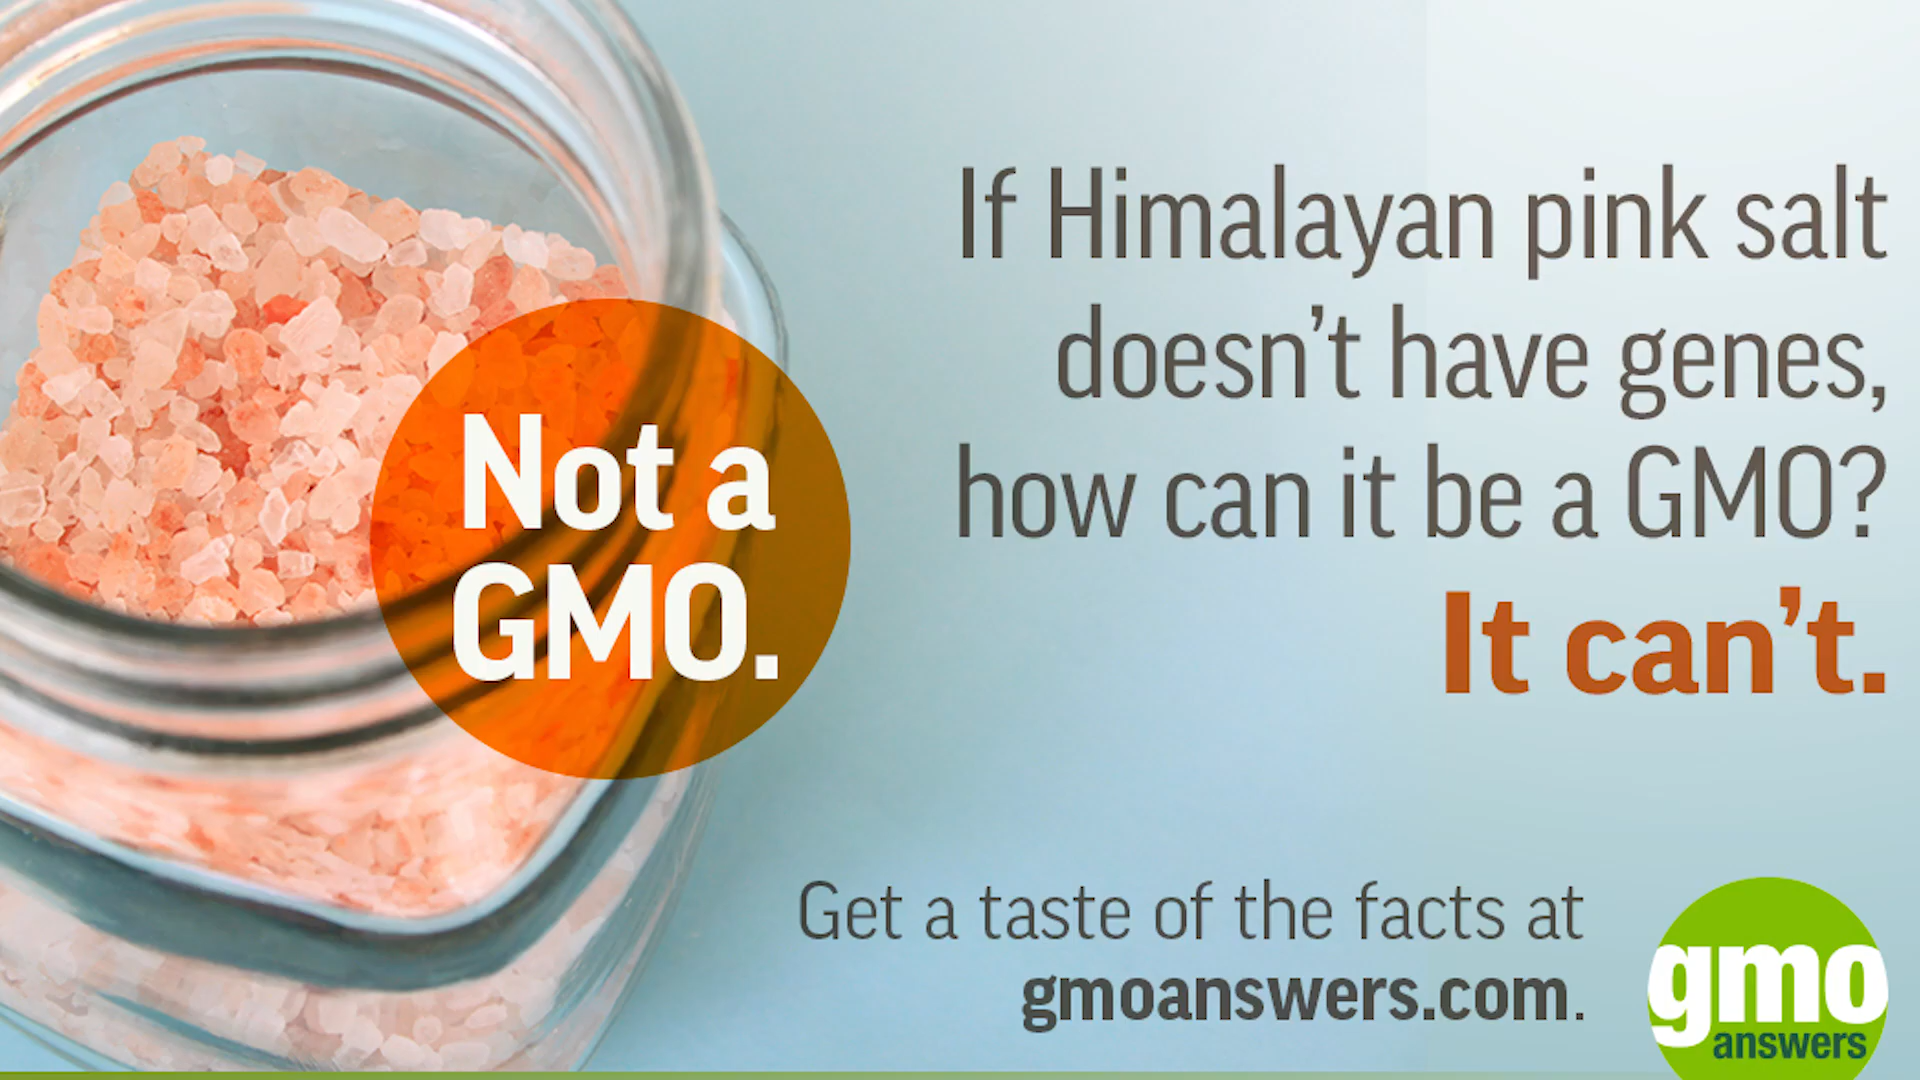 Not a
GMO.
If Himalayan pink salt
doesn't have genes,
how can it be a GMO?
It can't.
Get a taste of the facts at
gmoanswers.com.
gmo
answers